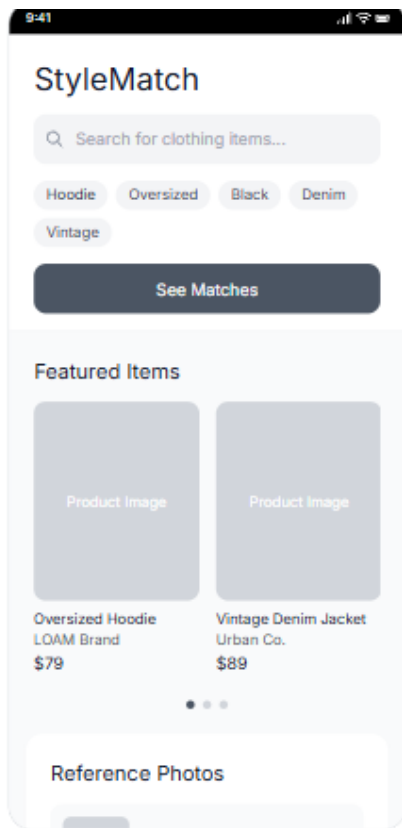 9:41
StyleMatch
Search for clothing items...
Hoodie Oversized Black Denim
Vintage
See Matches
Featured Items
Product Image Product Image
Oversized Hoodie Vintage Denim Jacket
LOAM Brand Urban Co.
$79 $89
Reference Photos